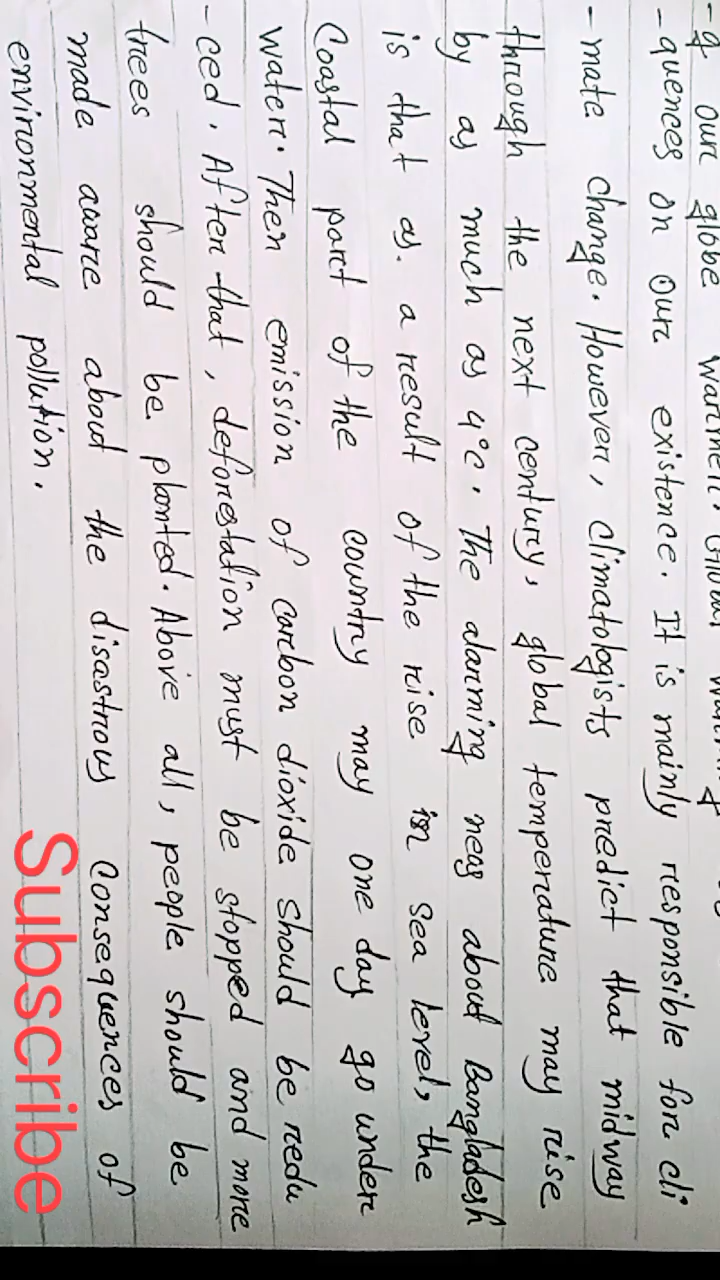 our globe warmer. Global
-quences on our existence. It is mainly responsible for cli
-mate change. However, climatologists predict that midway
through the next century, global temperature may rise
by as much as 4°c. The alarming news about Bangladesh
is that as. a result of the rise in sea level, the
Coastal part of the country may one day go under
water. Then emission of carbon dioxide should be redu
-ced. After that, deforestation must be stopped and more
trees should be planted. Above all, people should be
made aware about the disastrous Consequences of
environmental pollution.
Subscribe